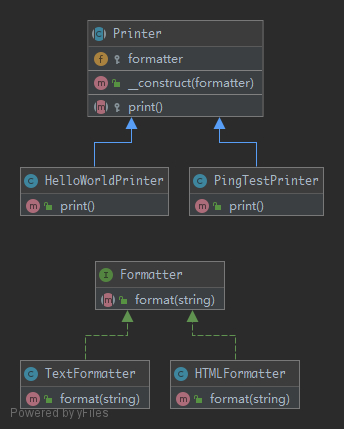 Printer
formatter
__construct(formatter)
print()
HelloWorldPrinter
print()
PingTestPrinter
print()
Formatter
format(string)
TextFormatter
format(string)
HTMLFormatter
format(string)
Powered by yFiles